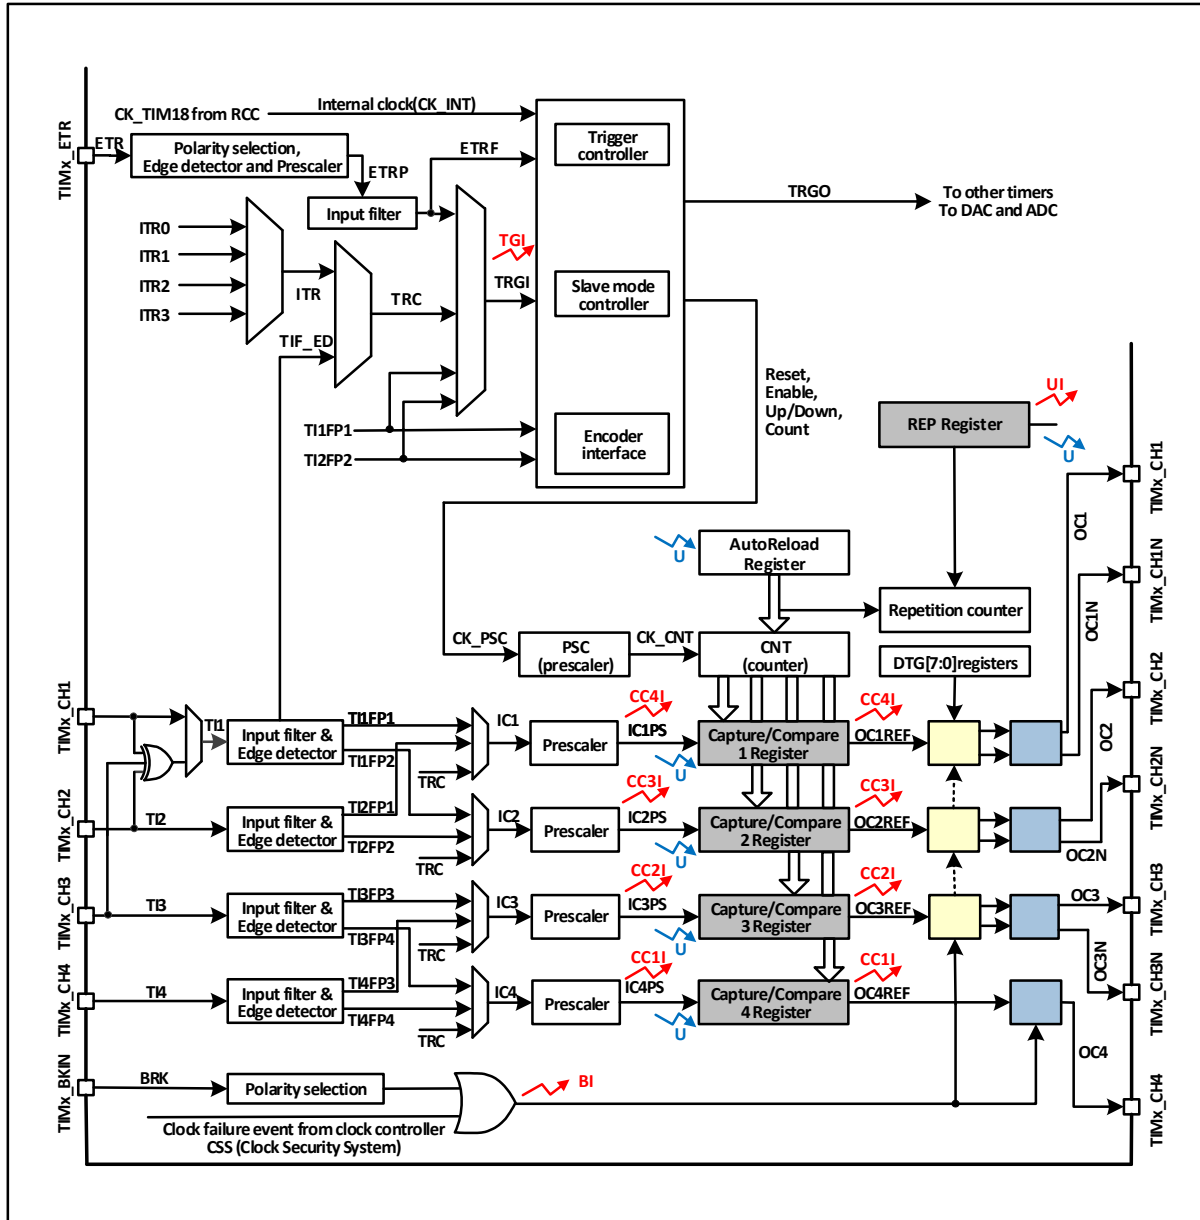 Internal clock(CK_INT)
CK_TIM18 from RCC
TIMx_ETR
ETR
Polarity selection,
Edge detector and Prescaler
ETRP
ETRF
Input filter
Trigger
controller
TRGO
To other timers
To DAC and ADC
ITR0
ITR1
ITR2
ITR3
ITR
TIF_ED
TRC
TGI
TRGI
Slave mode
controller
Reset,
Enable,
Up/Down,
Count
TI1FP1
TI2FP2
Encoder
interface
REP Register
UI
U
U
AutoReload
Register
Repetition counter
CK_PSC
PSC
(prescaler)
CK_CNT
CNT
(counter)
DTG[7:0]registers
TIMx_CH1
TI1
Input filter &
Edge detector
TI1FP1
TI1FP2
TRC
IC1
Prescaler
CC4I
IC1PS
U
Capture/Compare
1 Register
CC4I
OC1REF
OC1
TIMx_CH1
OC1N
TIMx_CH1N
TIMx_CH2
TI2
Input filter &
Edge detector
TI2FP1
TI2FP2
TRC
IC2
Prescaler
CC3I
IC2PS
U
Capture/Compare
2 Register
CC3I
OC2REF
OC2
TIMx_CH2
OC2N
TIMx_CH2N
TIMx_CH3
TI3
Input filter &
Edge detector
TI3FP3
TI3FP4
TRC
IC3
Prescaler
CC2I
IC3PS
U
Capture/Compare
3 Register
CC2I
OC3REF
OC3
TIMx_CH3
OC3N
TIMx_CH3N
TIMx_CH4
TI4
Input filter &
Edge detector
TI4FP3
TI4FP4
TRC
IC4
Prescaler
CC1I
IC4PS
U
Capture/Compare
4 Register
CC1I
OC4REF
OC4
TIMx_CH4
TIMx_BKIN
BRK
Polarity selection
BI
Clock failure event from clock controller
CSS (Clock Security System)